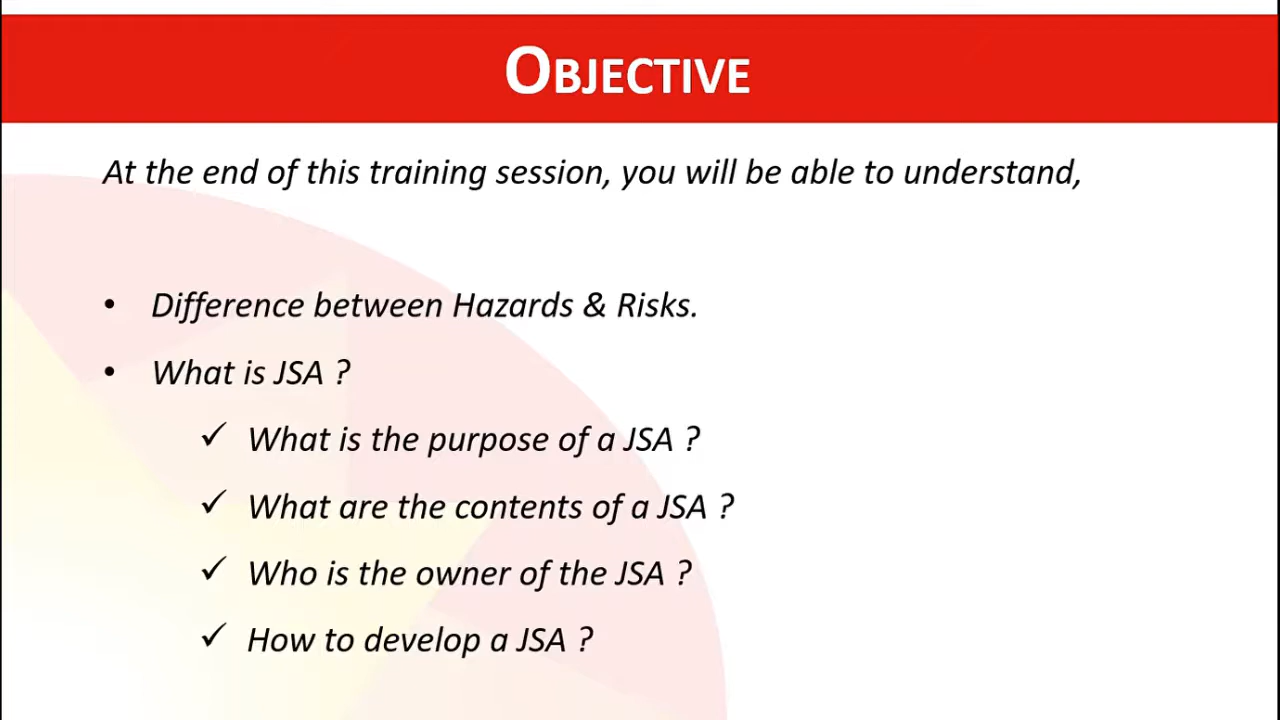 OBJECTIVE
At the end of this training session, you will be able to understand,
• Difference between Hazards & Risks.
• What is JSA ?
✓ What is the purpose of a JSA ?
✓ What are the contents of a JSA ?
✓ Who is the owner of the JSA ?
✓ How to develop a JSA ?